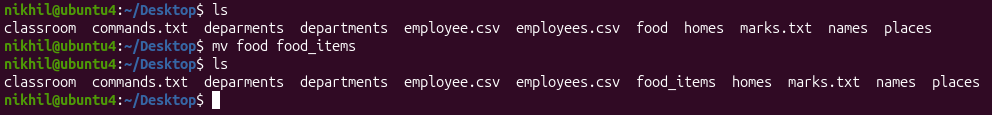 nikhil@ubuntu4:~/Desktop$ ls
classroom  commands.txt  deparments  departments  employee.csv  employees.csv  food  homes  marks.txt  names  places
nikhil@ubuntu4:~/Desktop$ mv food food_items
nikhil@ubuntu4:~/Desktop$ ls
classroom  commands.txt  deparments  departments  employee.csv  employees.csv  food_items  homes  marks.txt  names  places
nikhil@ubuntu4:~/Desktop$